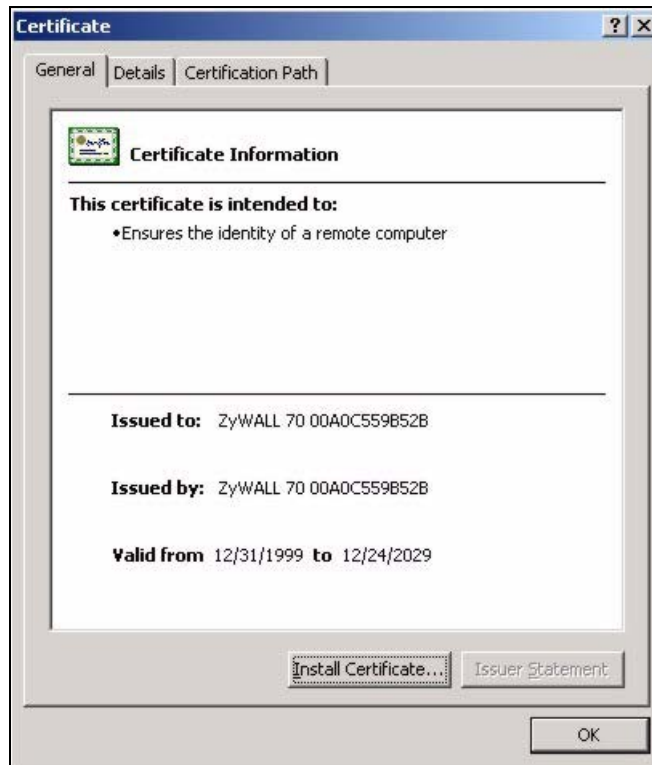 Certificate
General Details Certification Path
Certificate Information
This certificate is intended to:
•Ensures the identity of a remote computer
Issued to: ZyWALL 70 00A0C559B52B
Issued by: ZyWALL 70 00A0C559B52B
Valid from 12/31/1999 to 12/24/2029
Install Certificate... Issuer Statement
OK